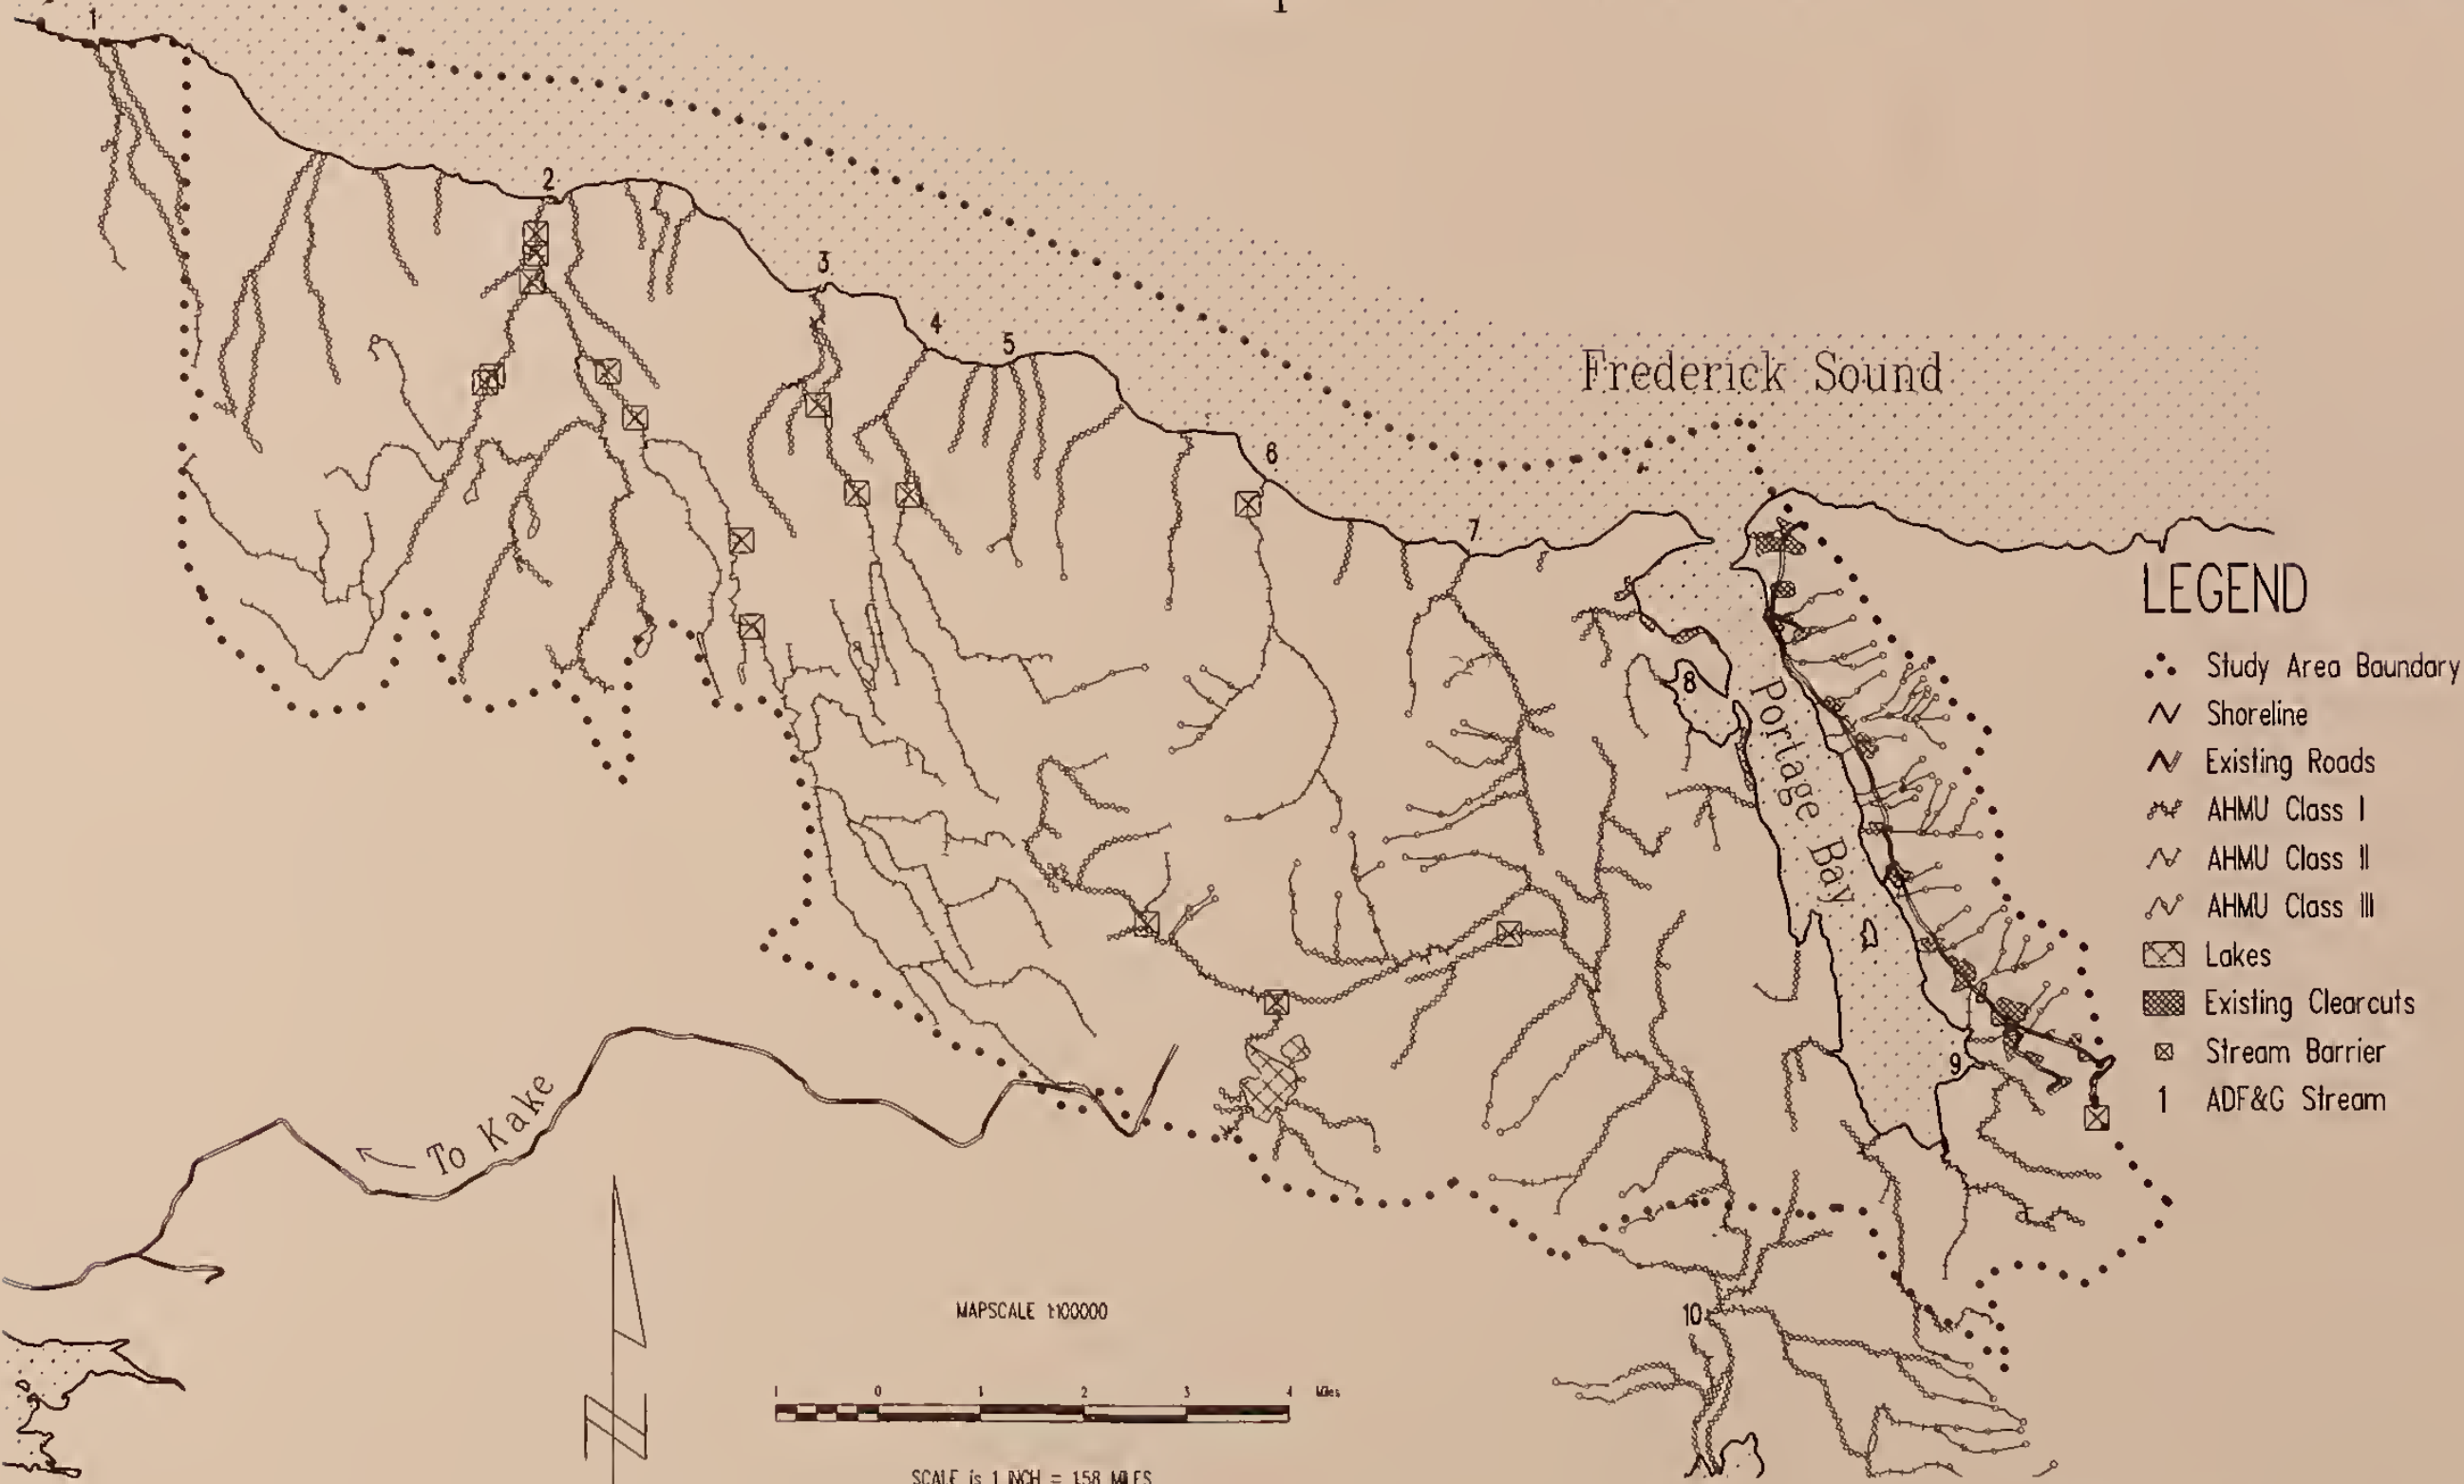 1
2
3
4
5
6
7
Frederick Sound
8
Portage Bay
9
10
To Kake
LEGEND
Study Area Boundary
Shoreline
Existing Roads
AHMU Class I
AHMU Class II
AHMU Class III
Lakes
Existing Clearcuts
Stream Barrier
1 ADF&G Stream
MAPSCALE 1:100000
1 0 1 2 3 4 Miles
SCALE is 1 INCH = 1.58 MILES